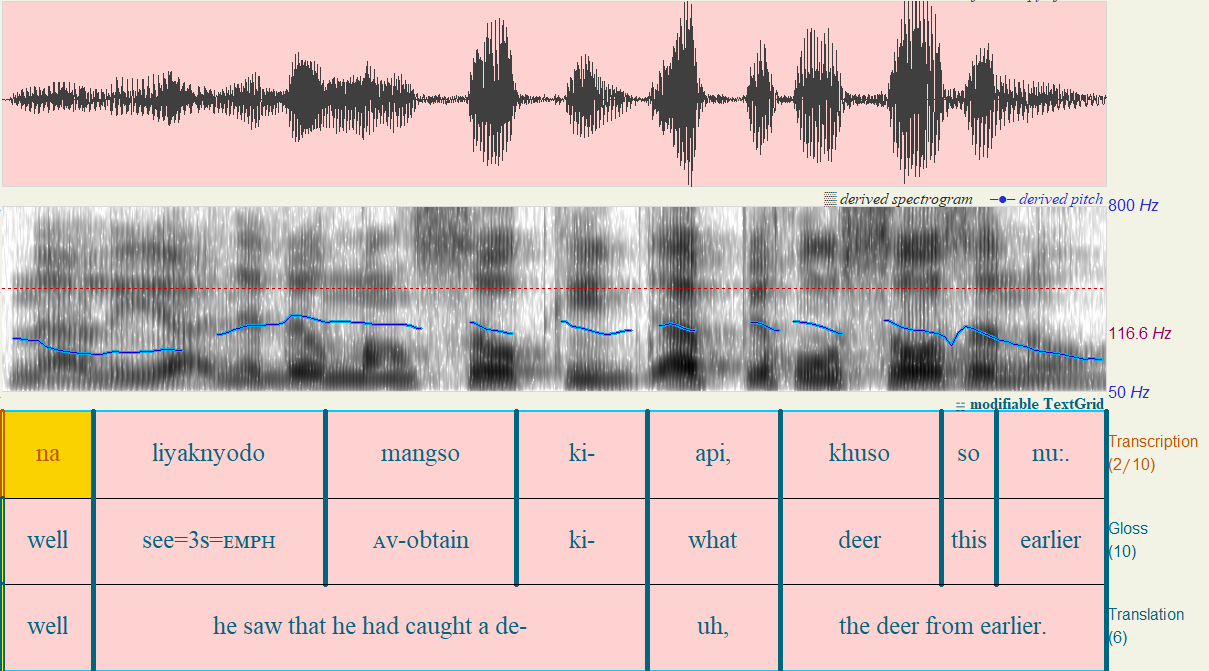 derived spectrogram derived pitch 800 Hz
116.6 Hz
50 Hz
modifiable TextGrid
na liyaknyodo mangso ki- api, khuso so nu:. Transcription (2/10)
well see=3s=ᴇᴍᴘʜ ᴀᴠ-obtain ki- what deer this earlier Gloss (10)
well he saw that he had caught a de- uh, the deer from earlier. Translation (6)